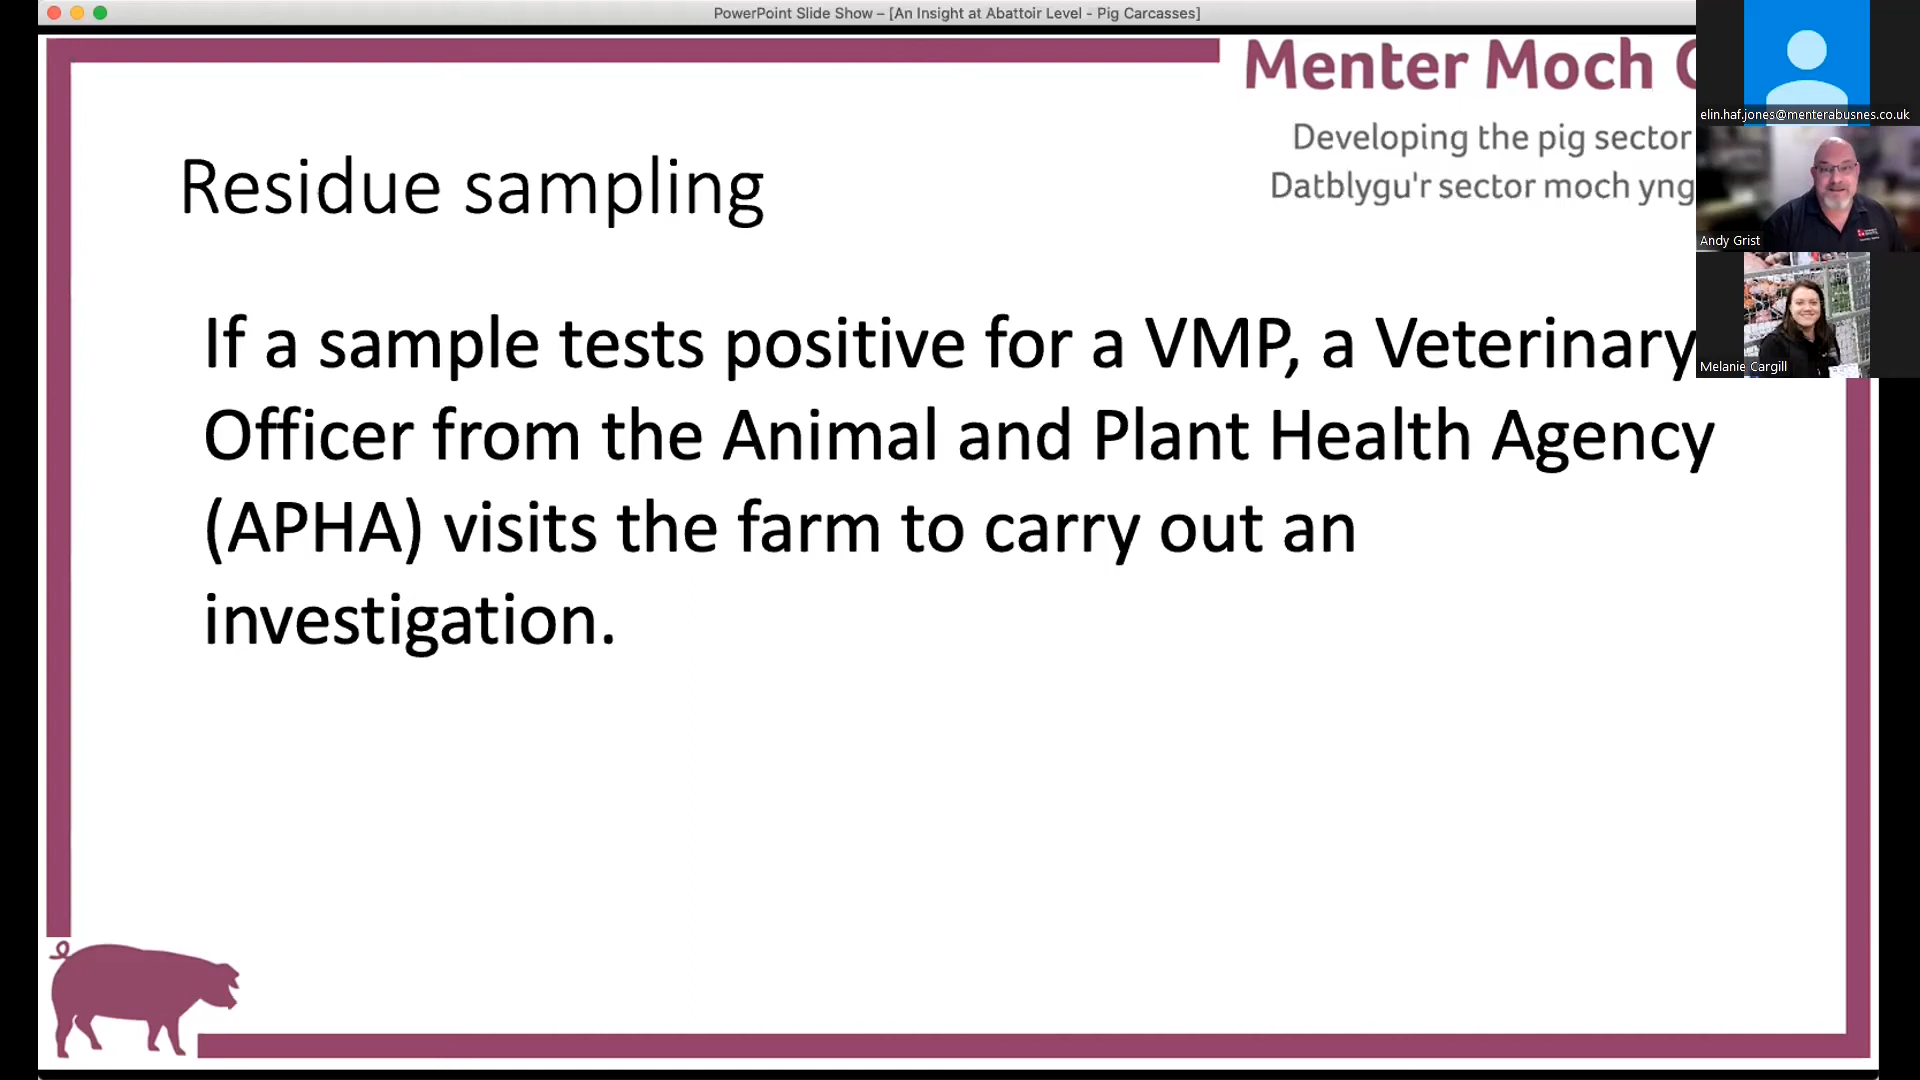 PowerPoint Slide Show – [An Insight at Abattoir Level - Pig Carcasses]
Menter Moch
Developing the pig sector
Datblygu'r sector moch yng
elin.haf.jones@menterabusnes.co.uk
Andy Grist
Melanie Cargill
Residue sampling
If a sample tests positive for a VMP, a Veterinary
Officer from the Animal and Plant Health Agency
(APHA) visits the farm to carry out an
investigation.